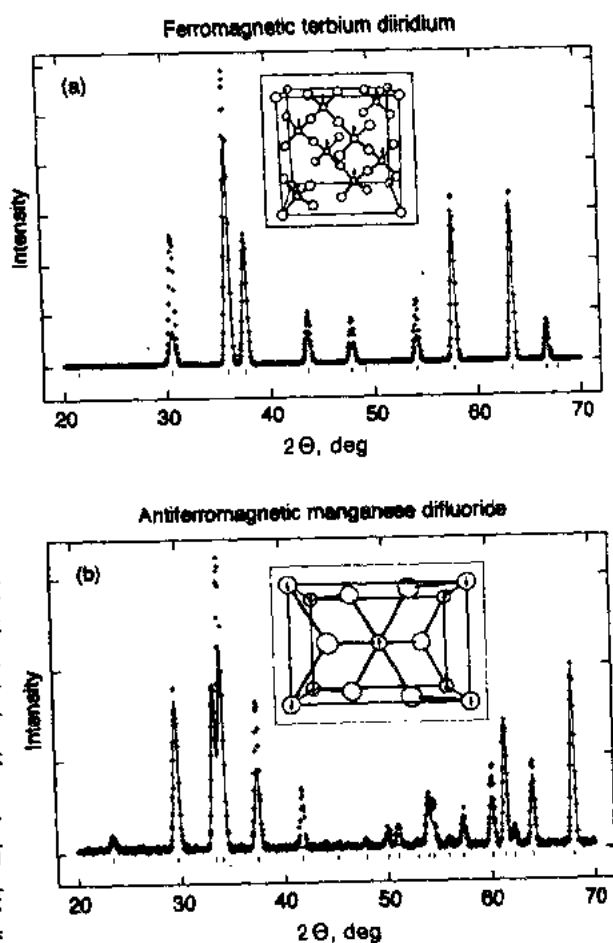 Ferromagnetic terbium diiridium
(a)
Intensity
20 30 40 50 60 70
2Θ, deg
Antiferromagnetic manganese difluoride
(b)
Intensity
20 30 40 50 60 70
2Θ, deg